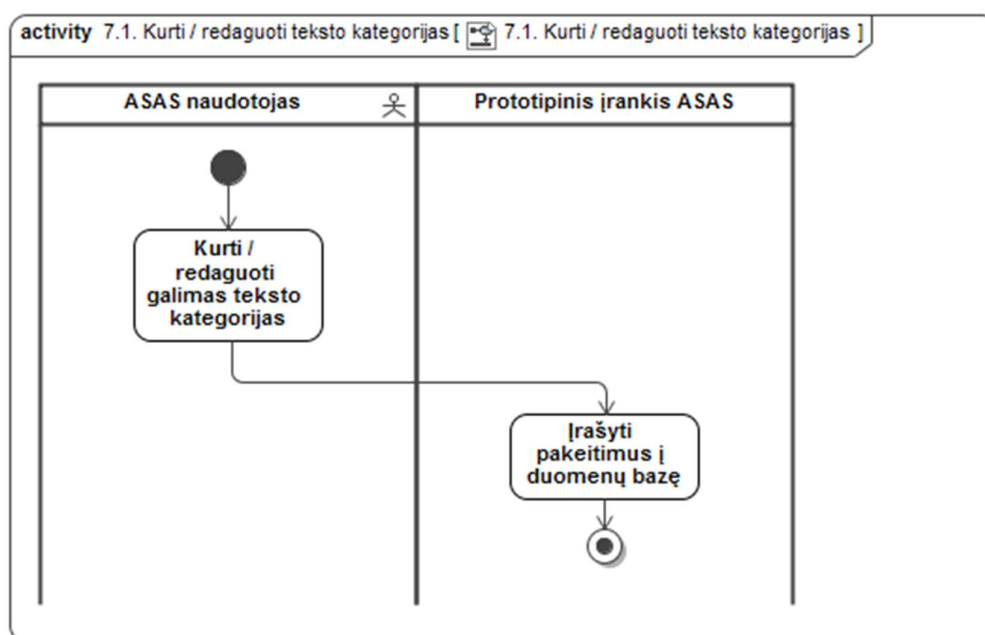 activity 7.1. Kurti / redaguoti teksto kategorijas [ 7.1. Kurti / redaguoti teksto kategorijas ]
ASAS naudotojas
Prototipinis įrankis ASAS
Kurti /
redaguoti
galimas teksto
kategorijas
Įrašyti
pakeitimus į
duomenų bazę